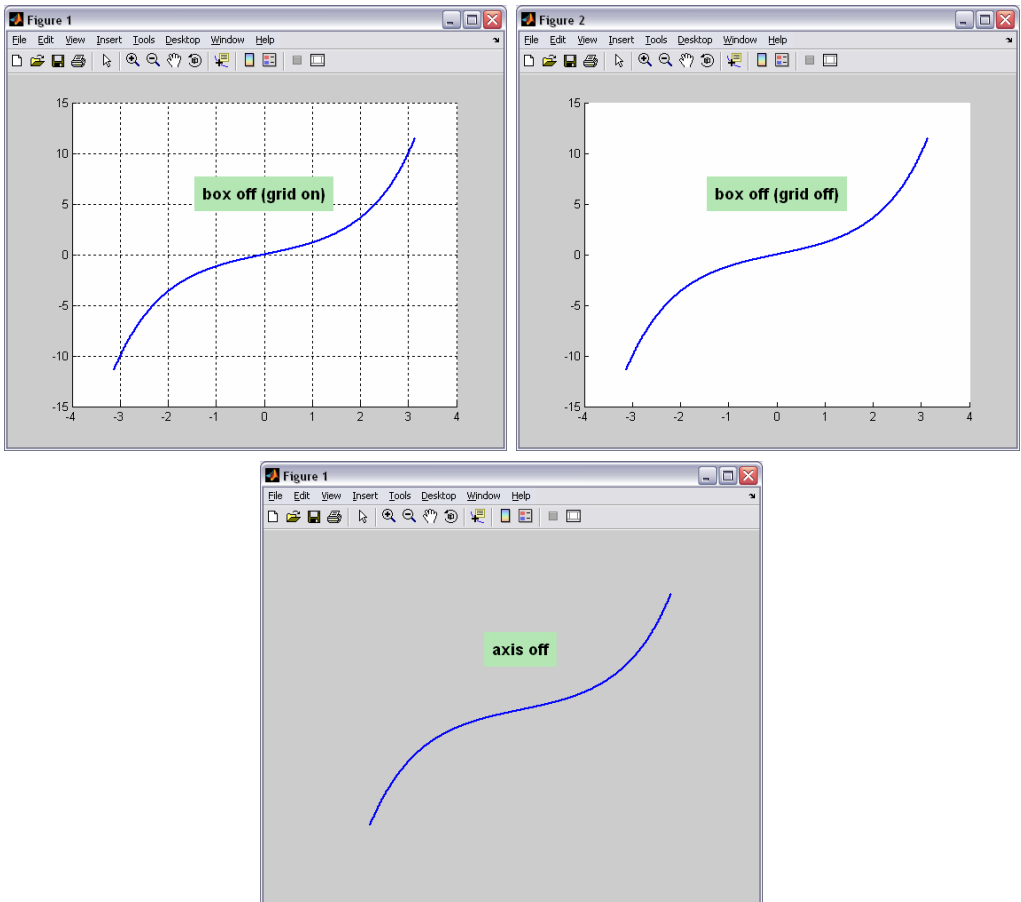 Figure 1
File Edit View Insert Tools Desktop Window Help
15
10
5
0
-5
-10
-15
-4 -3 -2 -1 0 1 2 3 4
box off (grid on)
Figure 2
File Edit View Insert Tools Desktop Window Help
15
10
5
0
-5
-10
-15
-4 -3 -2 -1 0 1 2 3 4
box off (grid off)
Figure 1
File Edit View Insert Tools Desktop Window Help
axis off